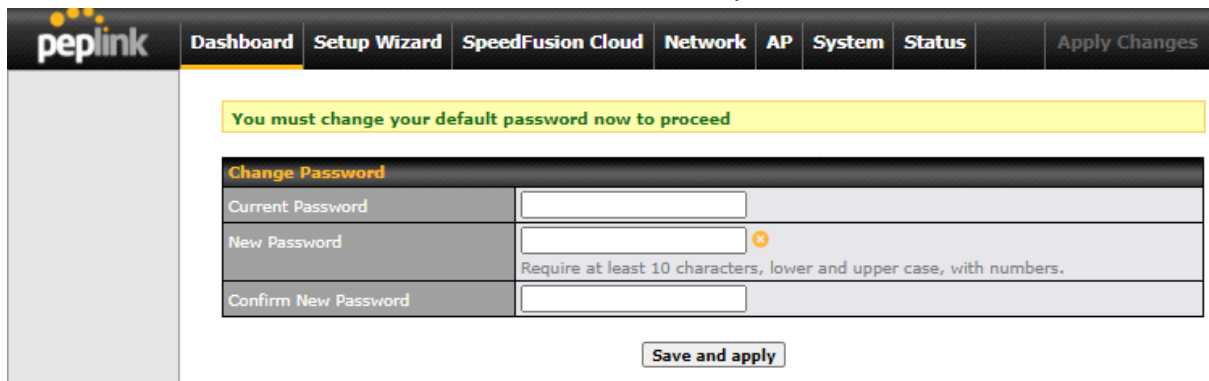 peplink
Dashboard Setup Wizard SpeedFusion Cloud Network AP System Status Apply Changes
You must change your default password now to proceed
Change Password
Current Password
New Password
Require at least 10 characters, lower and upper case, with numbers.
Confirm New Password
Save and apply